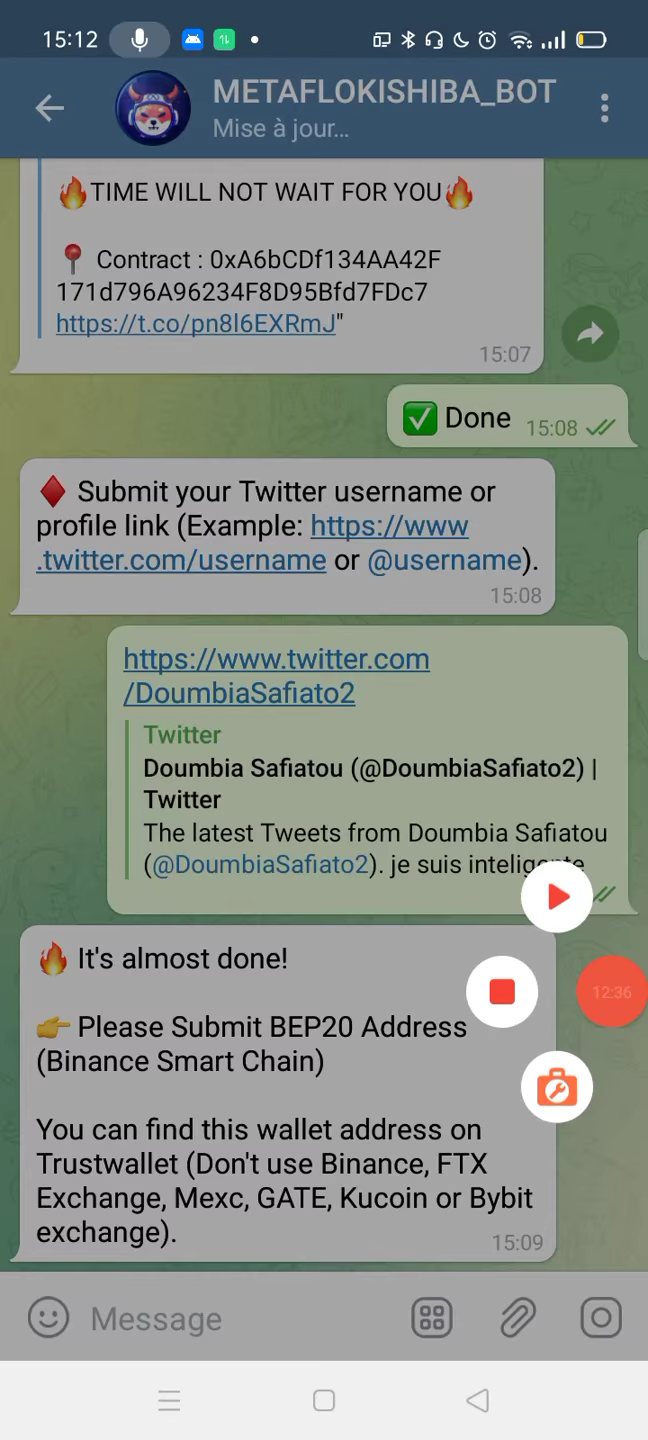 15:12
METAFLOKISHIBA_BOT
Mise à jour...
🔥TIME WILL NOT WAIT FOR YOU🔥
📍 Contract : 0xA6bCDf134AA42F
171d796A96234F8D95Bfd7FDc7
https://t.co/pn8l6EXRmJ"
15:07
✅ Done 15:08
♦️ Submit your Twitter username or
profile link (Example: https://www
.twitter.com/username or @username).
15:08
https://www.twitter.com
/DoumbiaSafiato2
Twitter
Doumbia Safiatou (@DoumbiaSafiato2) |
Twitter
The latest Tweets from Doumbia Safiatou
(@DoumbiaSafiato2). je suis inteligente
🔥 It's almost done!
12:36
👉 Please Submit BEP20 Address
(Binance Smart Chain)
You can find this wallet address on
Trustwallet (Don't use Binance, FTX
Exchange, Mexc, GATE, Kucoin or Bybit
exchange).
15:09
Message